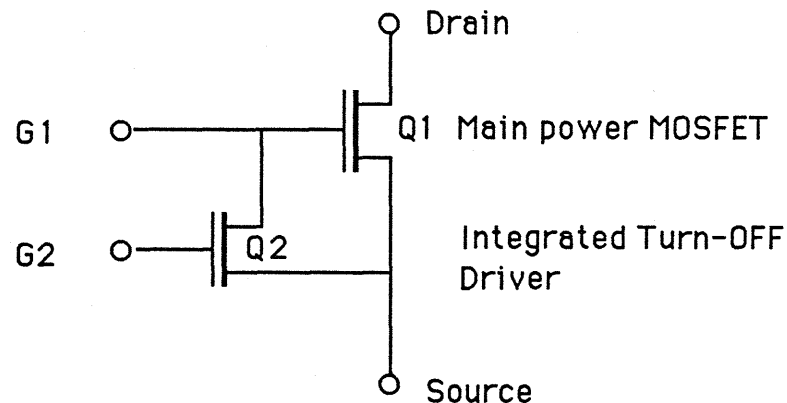 Drain
G1
Q1 Main power MOSFET
G2
Q2
Integrated Turn-OFF
Driver
Source